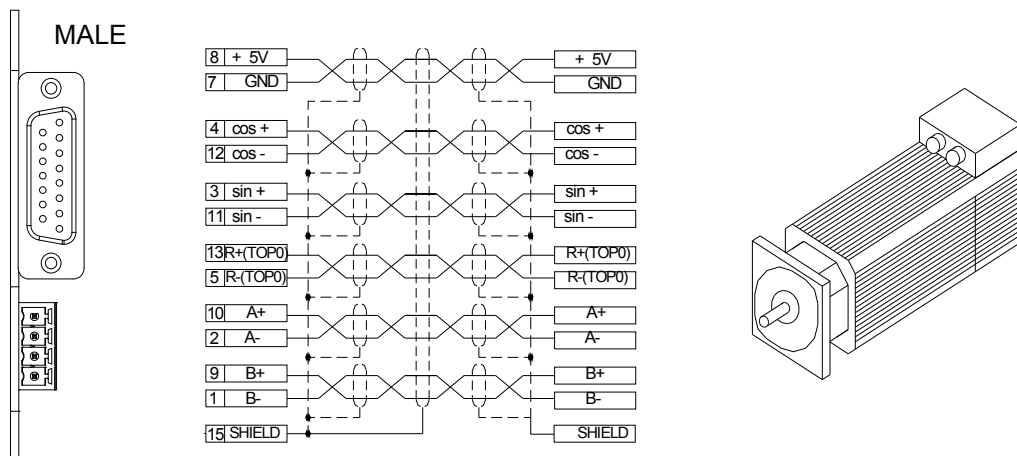 MALE
8 + 5V + 5V
7 GND GND
4 cos + cos +
12 cos - cos -
3 sin + sin +
11 sin - sin -
13 R+(TOP0) R+(TOP0)
5 R-(TOP0) R-(TOP0)
10 A+ A+
2 A- A-
9 B+ B+
1 B- B-
15 SHIELD SHIELD